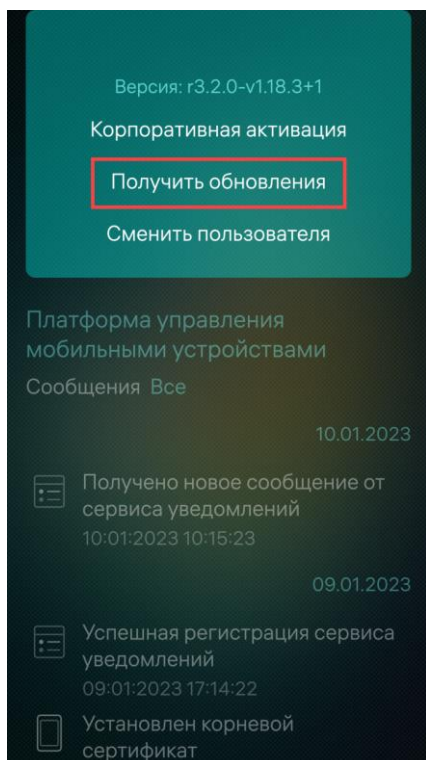 Версия: r3.2.0-v1.18.3+1
Корпоративная активация
Получить обновления
Сменить пользователя
Платформа управления
мобильными устройствами
Сообщения Все
10.01.2023
Получено новое сообщение от
сервиса уведомлений
10:01:2023 10:15:23
09.01.2023
Успешная регистрация сервиса
уведомлений
09:01:2023 17:14:22
Установлен корневой
сертификат